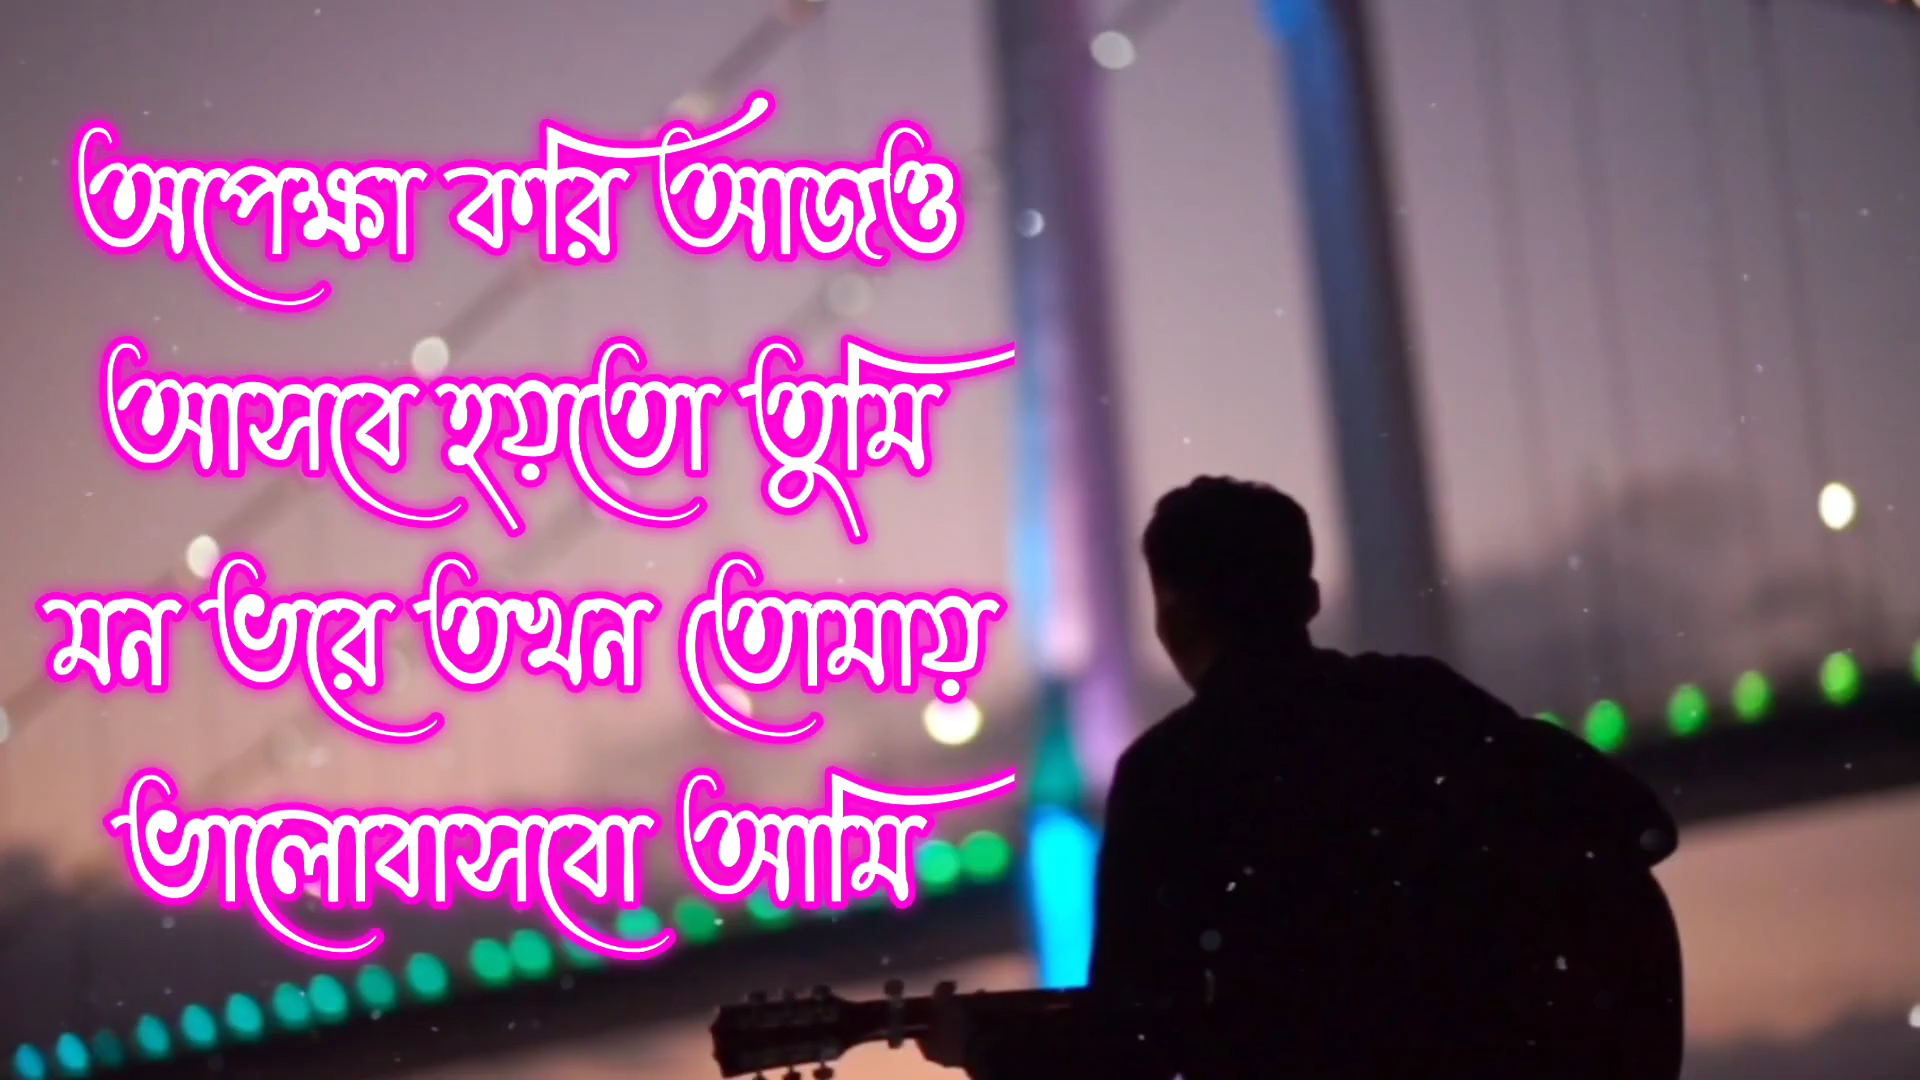 অপেক্ষা করি আজও
আসবে হয়তো তুমি
মন ভরে তখন তোমায়
ভালোবাসবো আমি